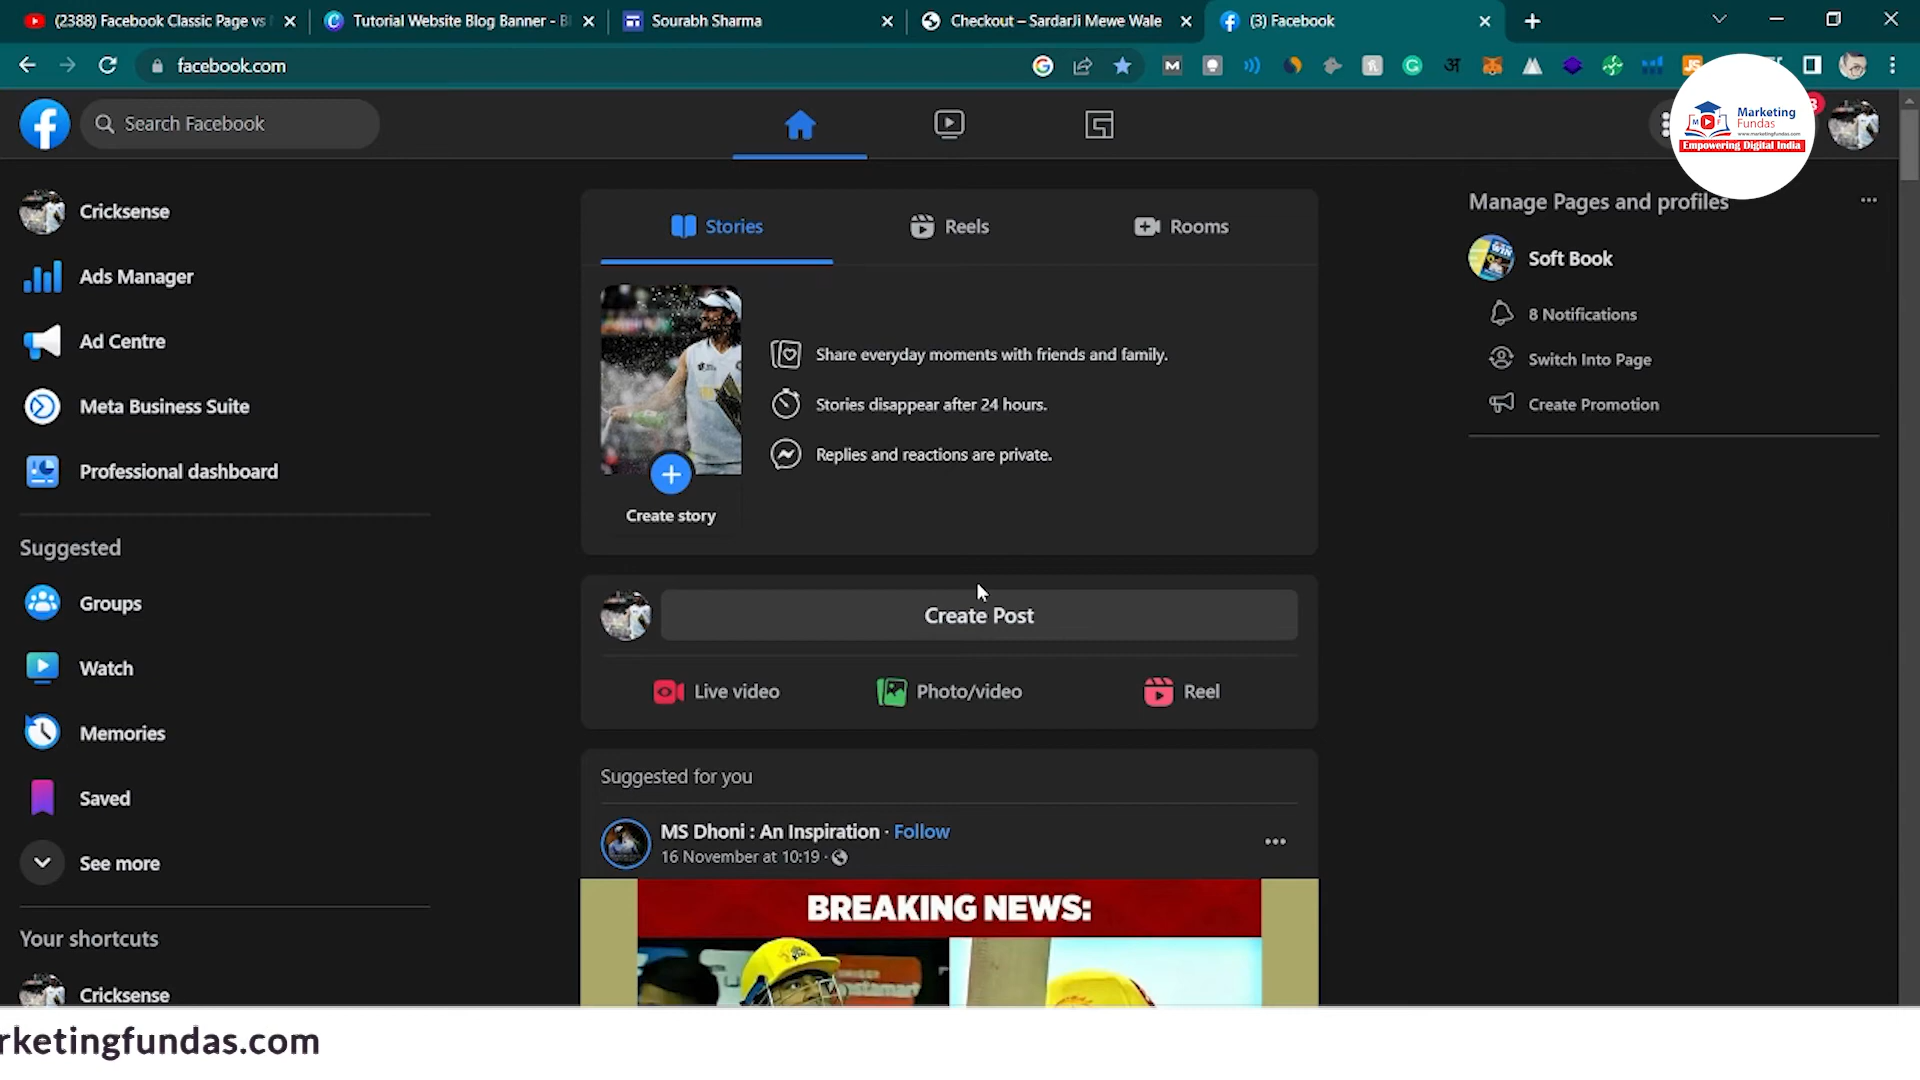 (2388) Facebook Classic Page vs
Tutorial Website Blog Banner - B
Sourabh Sharma
Checkout – SardarJi Mewe Wale
(3) Facebook
facebook.com
Search Facebook
Marketing
Fundas
www.marketingfundas.com
Empowering Digital India
Cricksense
Ads Manager
Ad Centre
Meta Business Suite
Professional dashboard
Suggested
Groups
Watch
Memories
Saved
See more
Your shortcuts
Cricksense
Stories
Reels
Rooms
Share everyday moments with friends and family.
Stories disappear after 24 hours.
Replies and reactions are private.
Create story
Create Post
Live video
Photo/video
Reel
Suggested for you
MS Dhoni : An Inspiration · Follow
16 November at 10:19 ·
BREAKING NEWS:
Manage Pages and profiles
Soft Book
8 Notifications
Switch Into Page
Create Promotion
rketingfundas.com